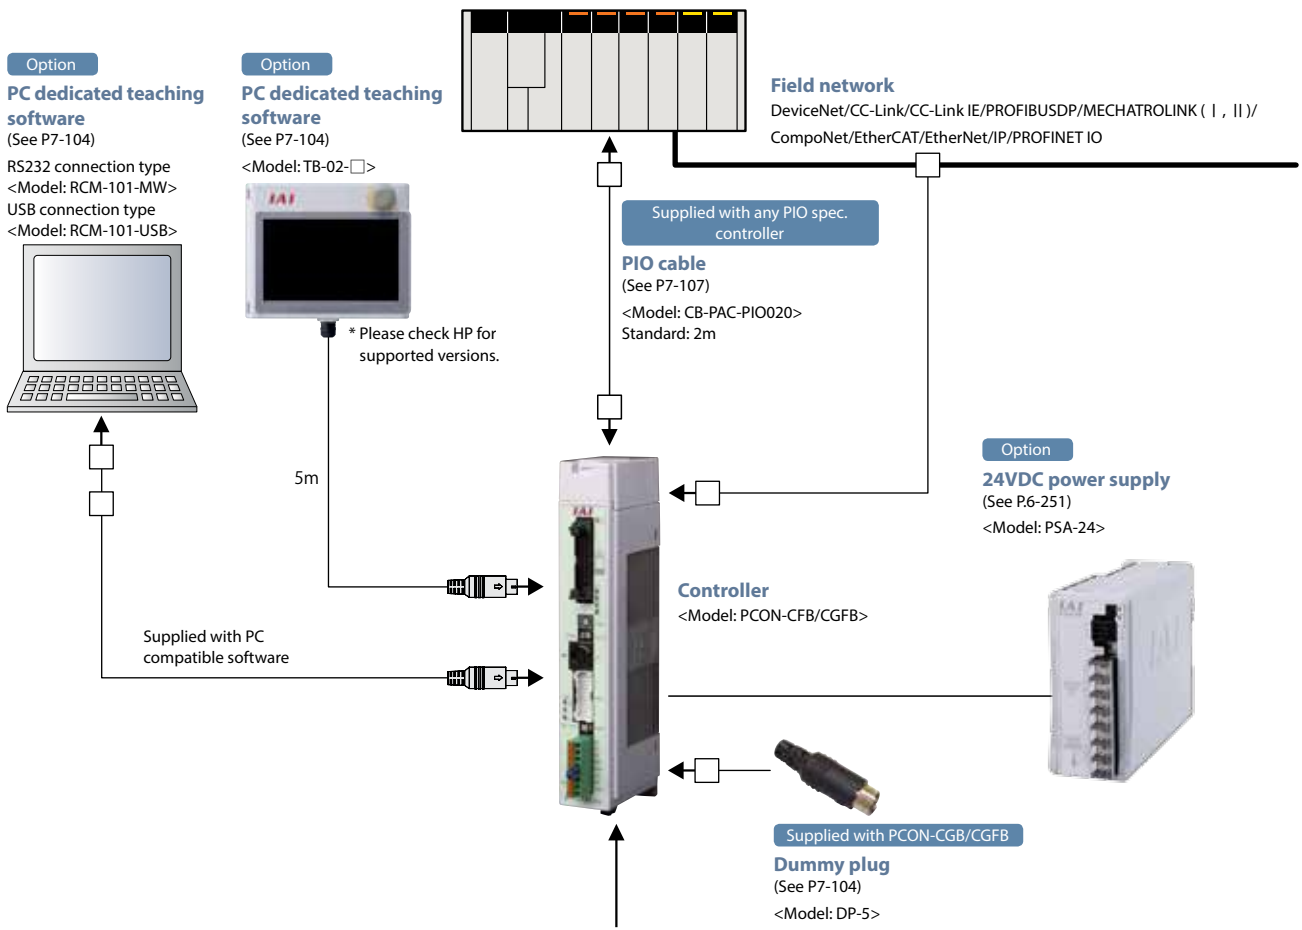 Option
PC dedicated teaching
software
(See P7-104)
RS232 connection type
<Model: RCM-101-MW>
USB connection type
<Model: RCM-101-USB>
Option
PC dedicated teaching
software
(See P7-104)
<Model: TB-02-□>
IAI
* Please check HP for
supported versions.
Field network
DeviceNet/CC-Link/CC-Link IE/PROFIBUSDP/MECHATROLINK ( | , || )/
CompoNet/EtherCAT/EtherNet/IP/PROFINET IO
Supplied with any PIO spec.
controller
PIO cable
(See P7-107)
<Model: CB-PAC-PIO020>
Standard: 2m
5m
Option
24VDC power supply
(See P.6-251)
<Model: PSA-24>
IAI
IAI
IAI
Controller
<Model: PCON-CFB/CGFB>
Supplied with PC
compatible software
Supplied with PCON-CGB/CGFB
Dummy plug
(See P7-104)
<Model: DP-5>